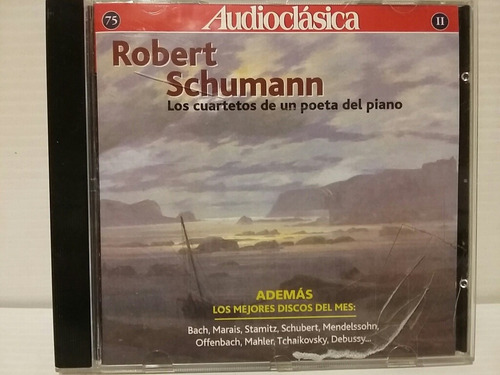 75 Audioclásica II
Robert
Schumann
Los cuartetos de un poeta del piano
ADEMÁS
LOS MEJORES DISCOS DEL MES:
Bach, Marais, Stamitz, Schubert, Mendelssohn,
Offenbach, Mahler, Tchaikovsky, Debussy...